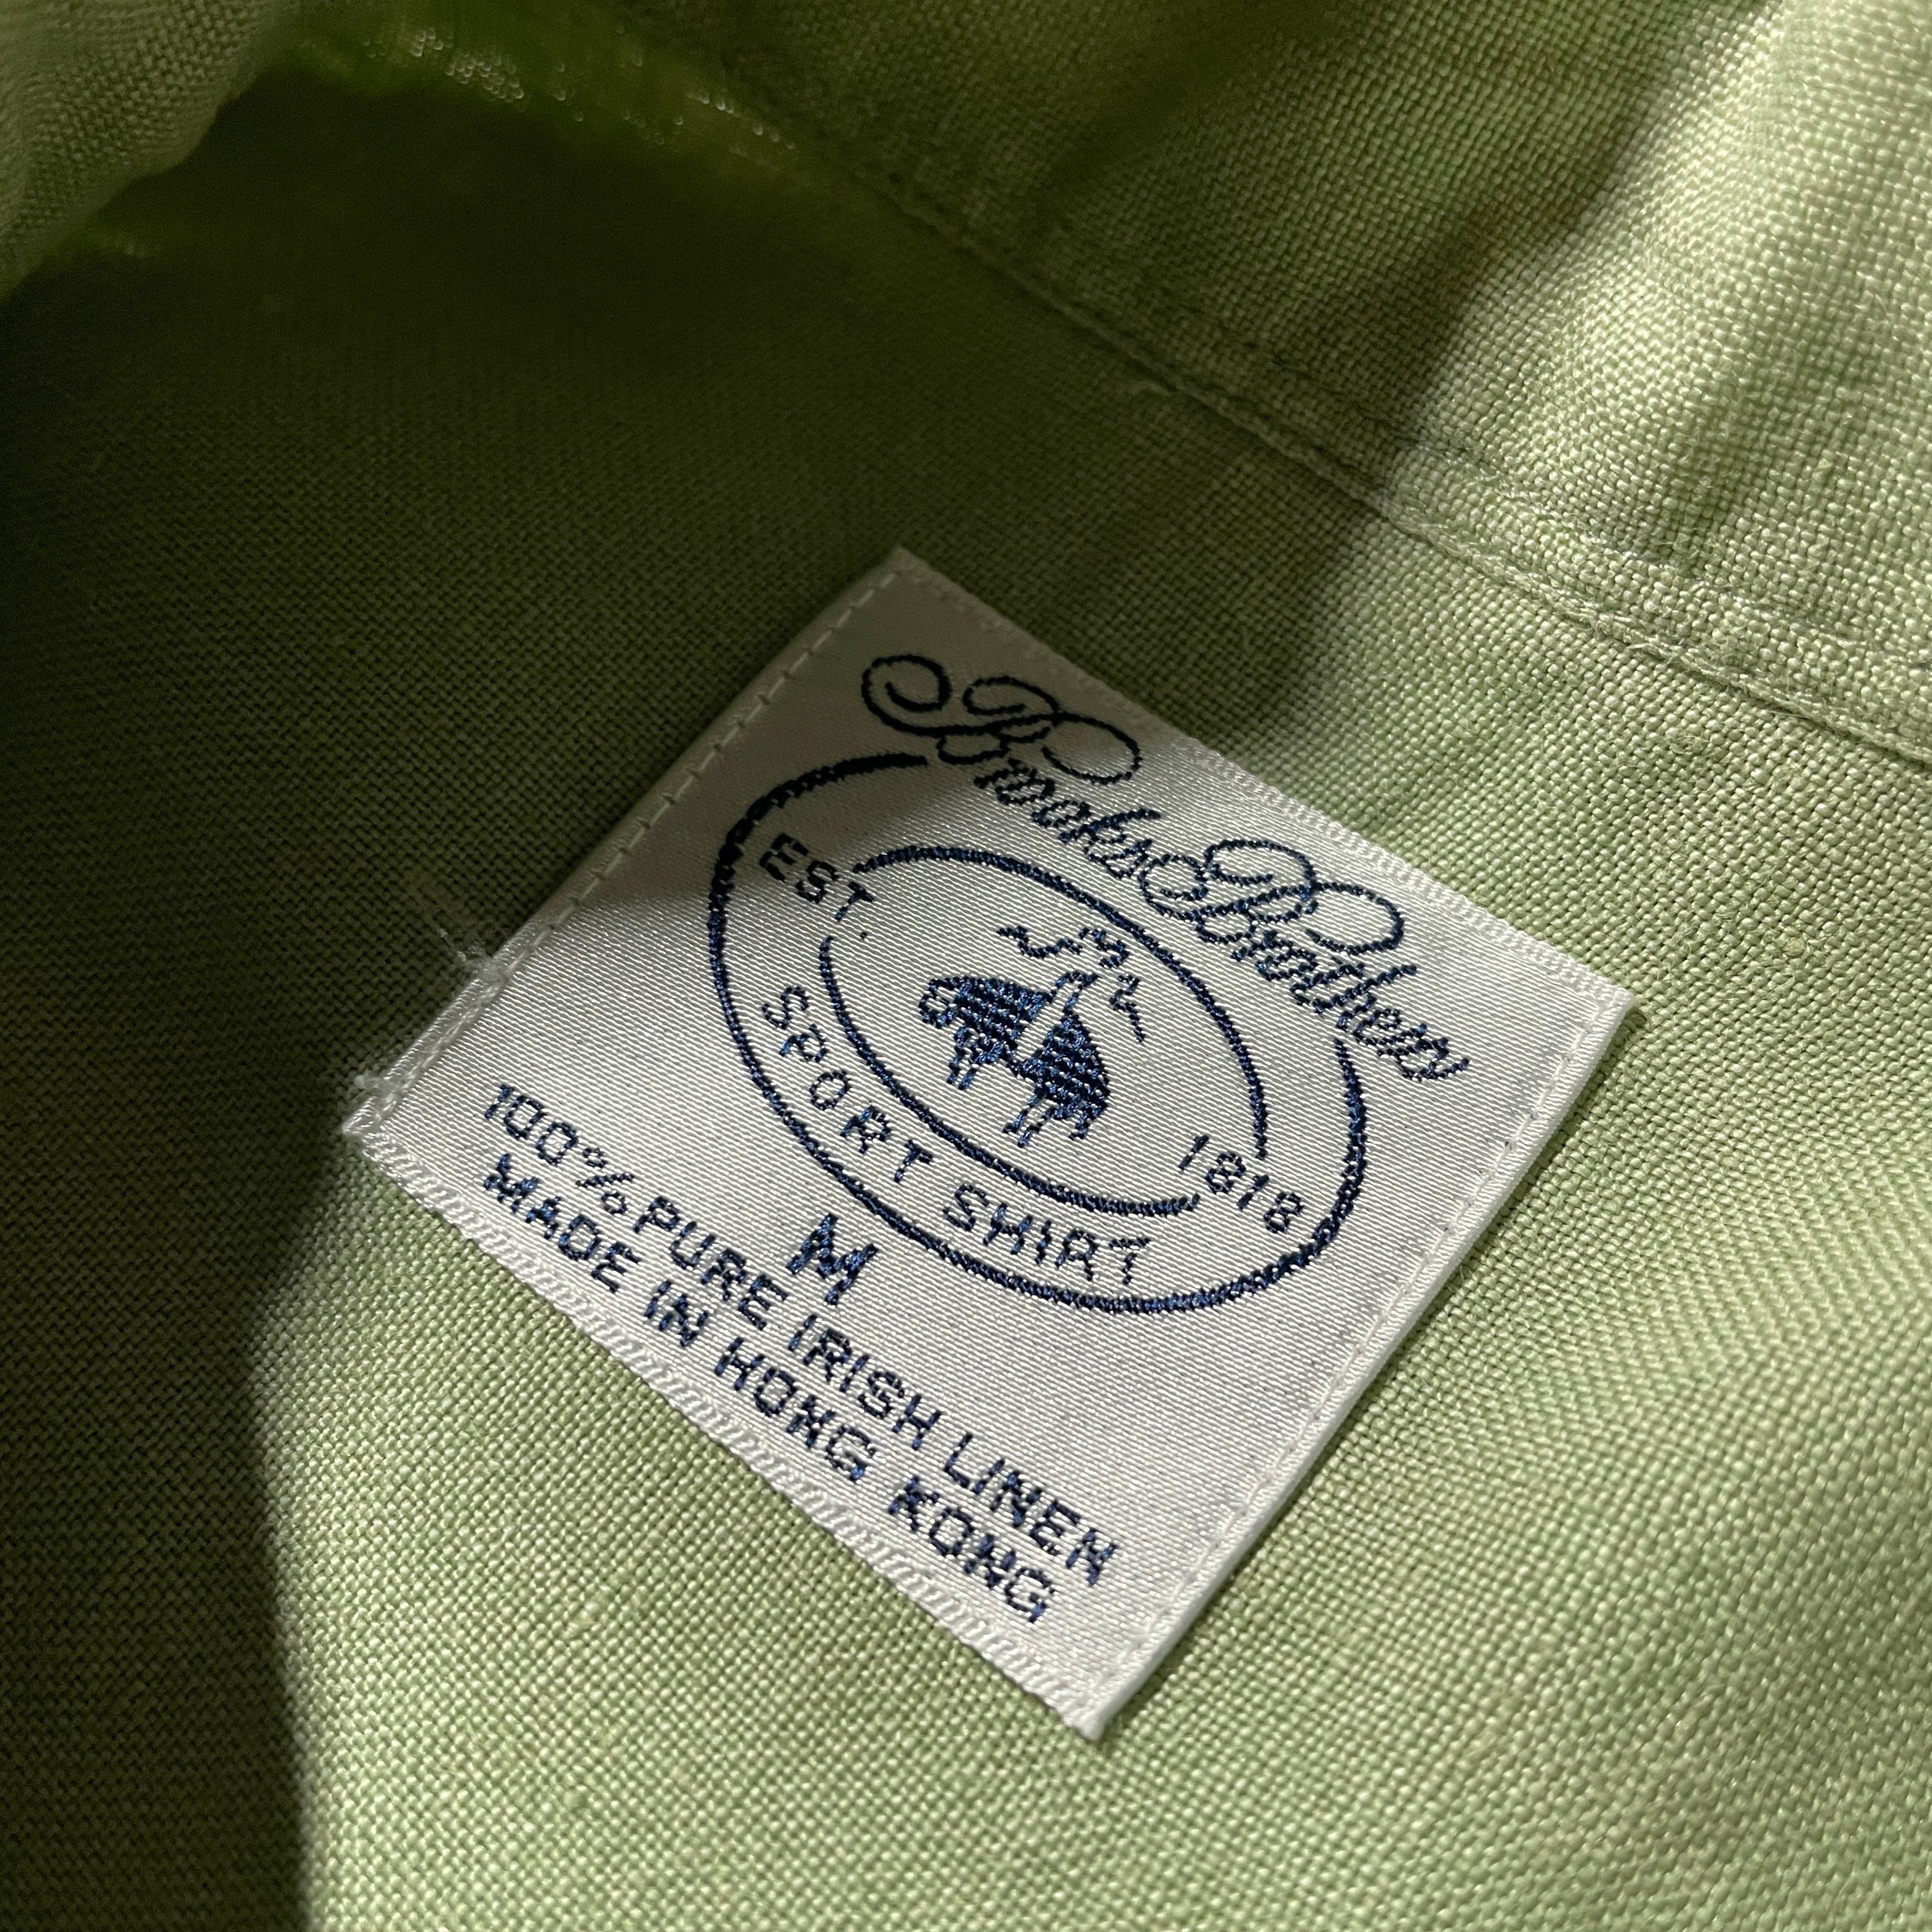 Brooks Brothers
EST. 1818
SPORT SHIRT
M
100% PURE IRISH LINEN
MADE IN HONG KONG